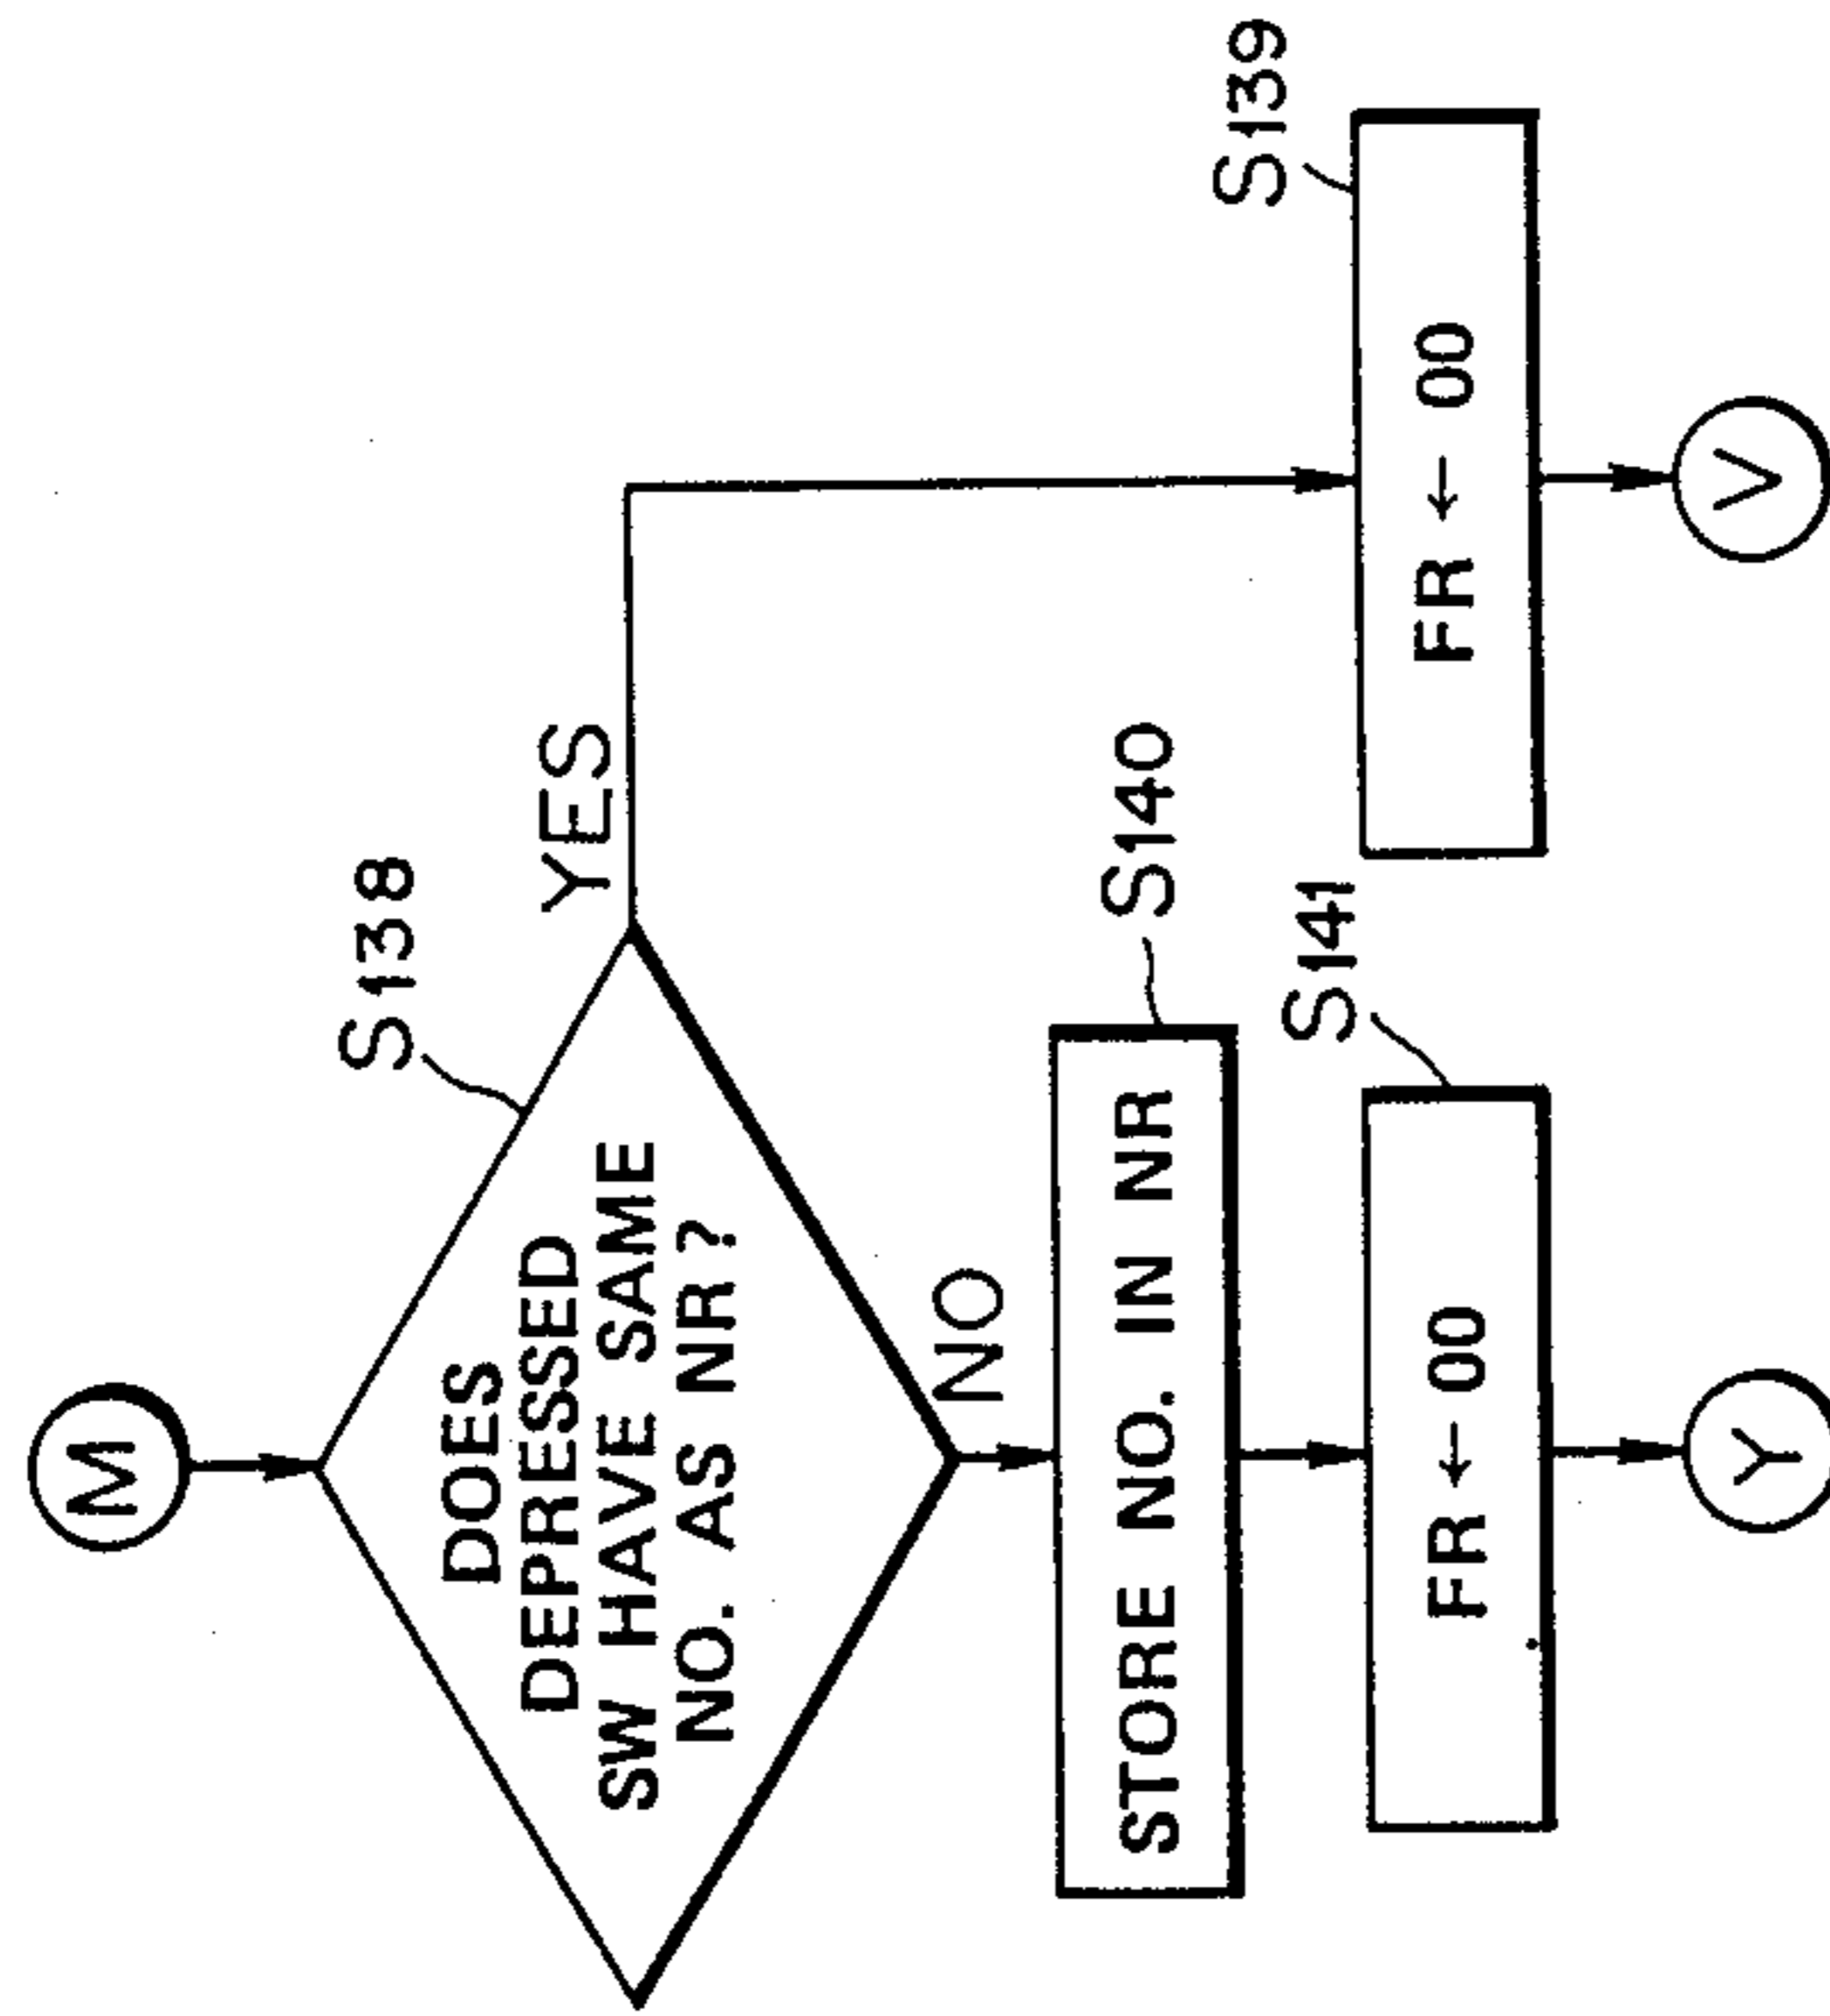 M
S138
DOES
DEPRESSED
SW HAVE SAME
NO. AS NR?
YES
NO
S140
STORE NO. IN NR
S141
FR ← 00
S139
FR ← 00
Y
V